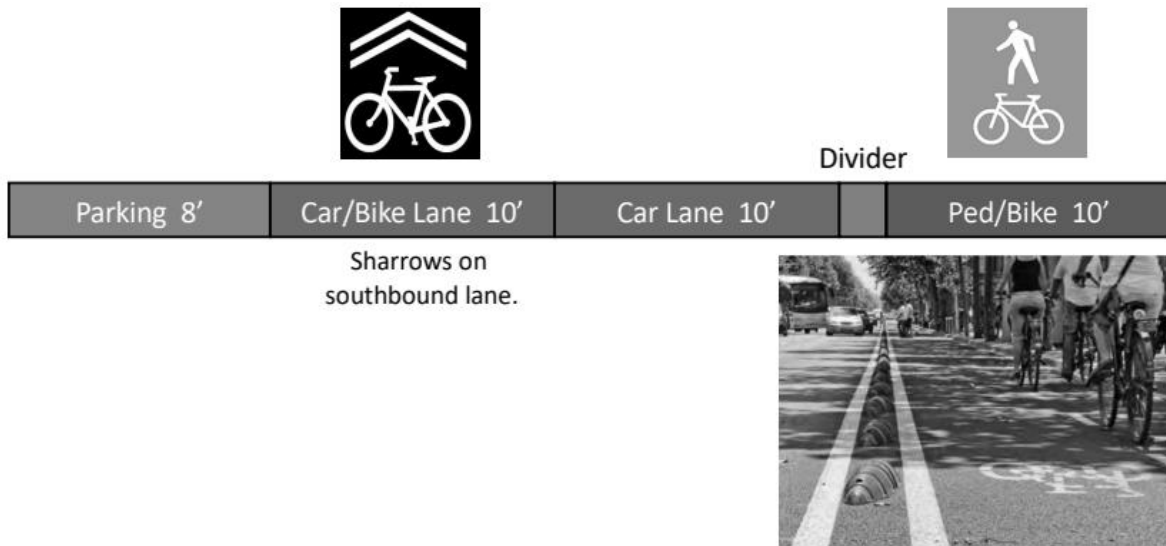 Divider
Parking 8’
Car/Bike Lane 10’
Car Lane 10’
Ped/Bike 10’
Sharrows on
southbound lane.